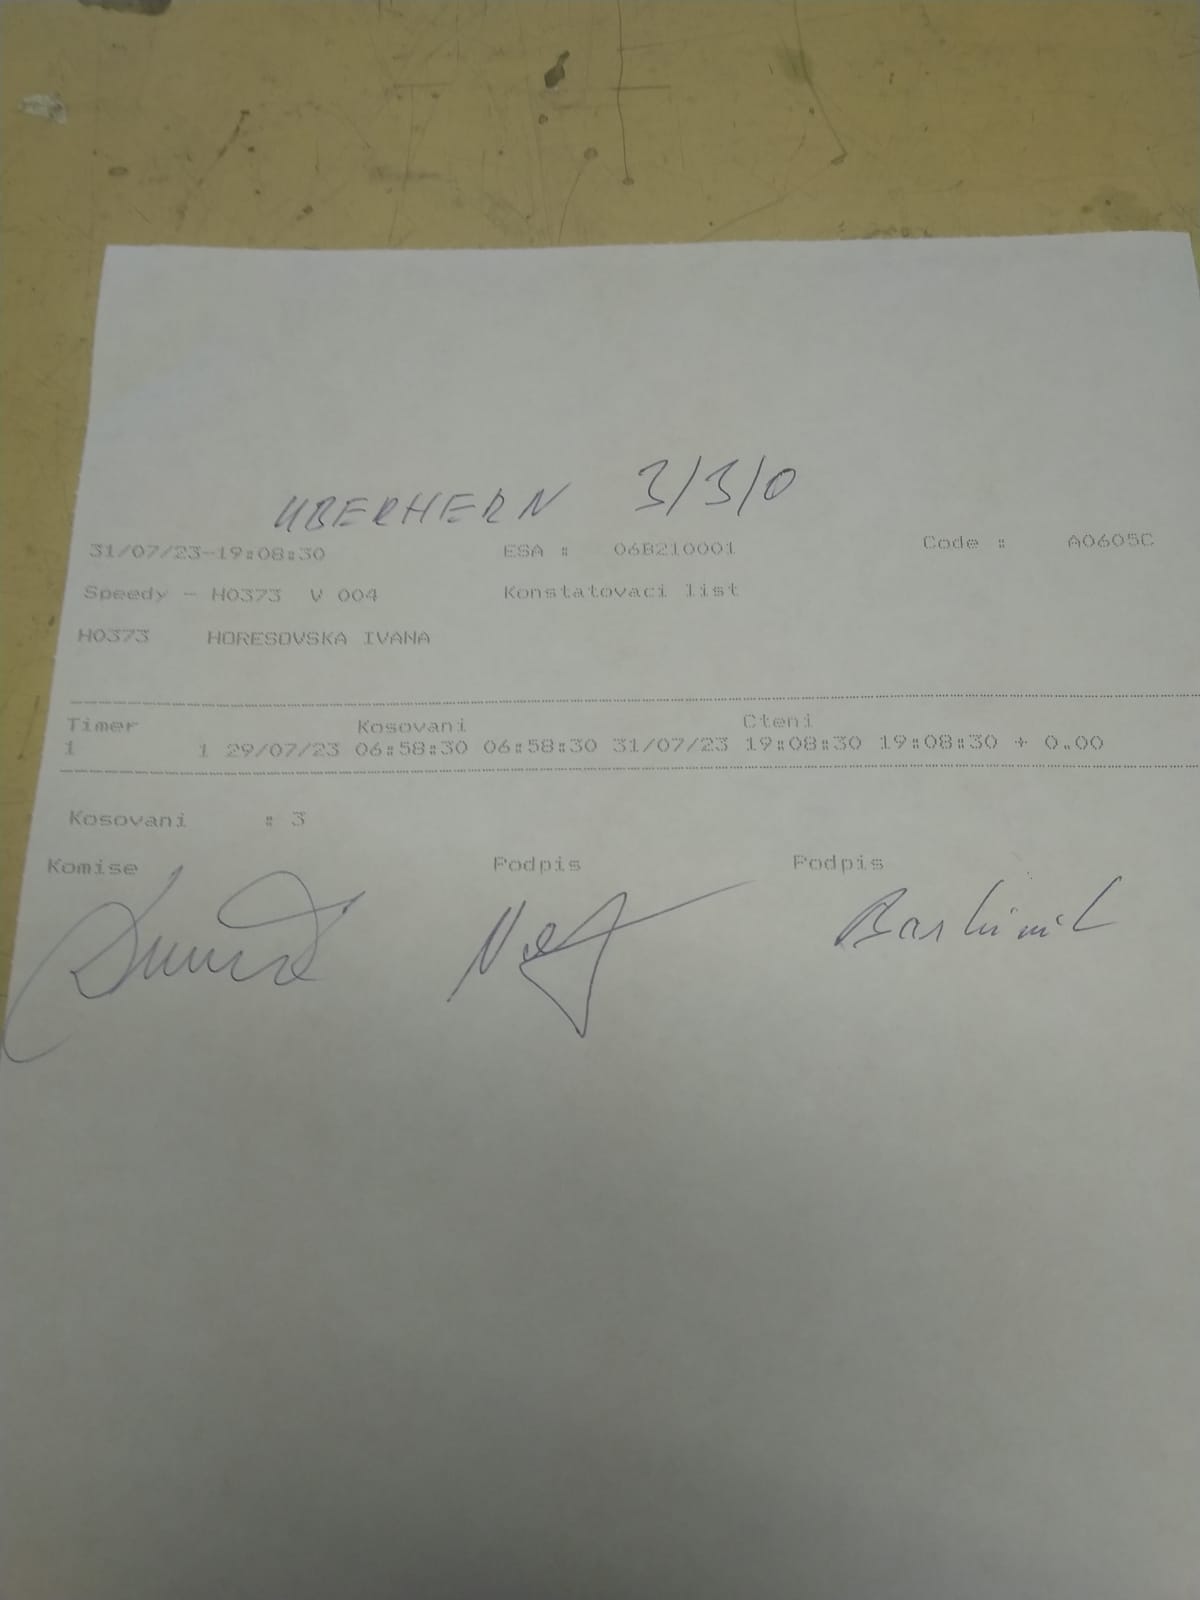 UBERHERN 3/3/0
31/07/23-19:08:30 ESA : 06B210001 Code : A0605C
Speedy - H0373 V 004 Konstatovaci list
H0373 HORESOVSKA IVANA
Timer Kosovani Cteni
1 1 29/07/23 06:58:30 06:58:30 31/07/23 19:08:30 19:08:30 + 0.00
Kosovani : 3
Komise Podpis Podpis